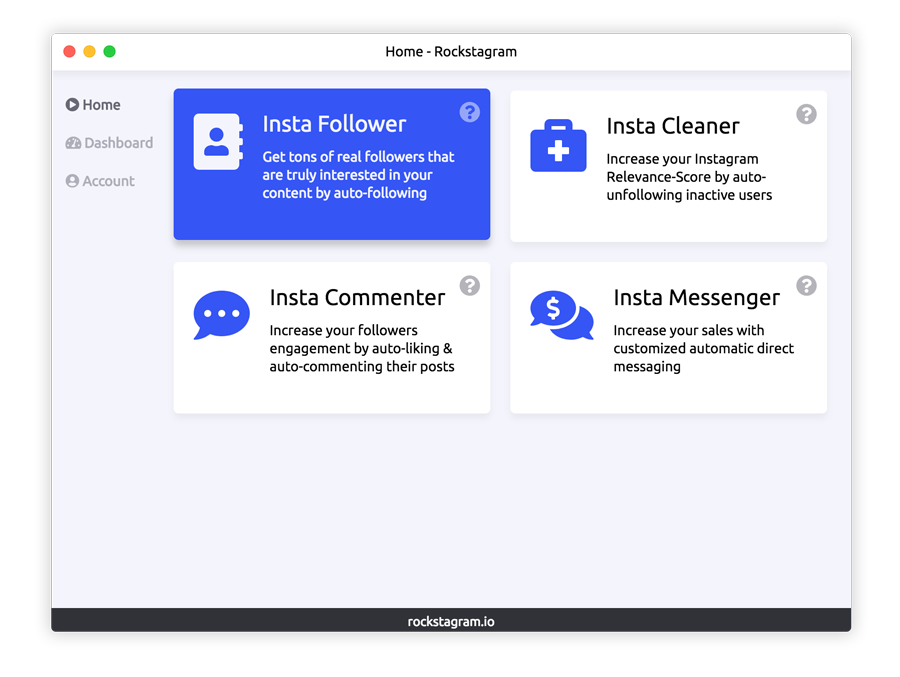 Home - Rockstagram
Home
Dashboard
Account
Insta Follower
?
Get tons of real followers that
are truly interested in your
content by auto-following
Insta Cleaner
?
Increase your Instagram
Relevance-Score by auto-
unfollowing inactive users
Insta Commenter
?
Increase your followers
engagement by auto-liking &
auto-commenting their posts
$
Insta Messenger
?
Increase your sales with
customized automatic direct
messaging
rockstagram.io